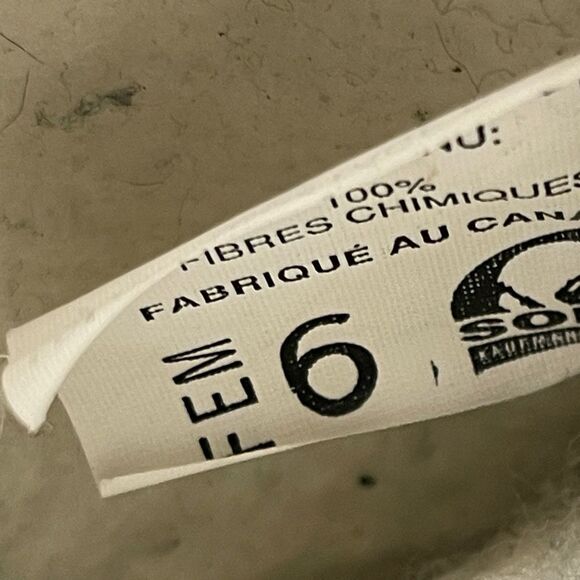 NU:
100%
FIBRES CHIMIQUES
FABRIQUÉ AU CANA
FEM 6
SO